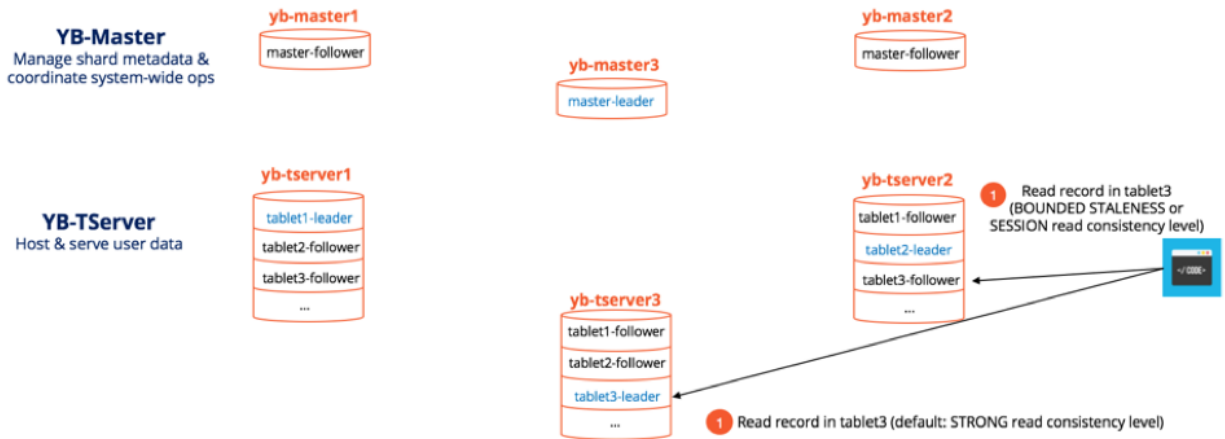 YB-Master
Manage shard metadata &
coordinate system-wide ops
yb-master1
master-follower
yb-master3
master-leader
yb-master2
master-follower
YB-TServer
Host & serve user data
yb-tserver1
tablet1-leader
tablet2-follower
tablet3-follower
...
yb-tserver3
tablet1-follower
tablet2-follower
tablet3-leader
...
yb-tserver2
tablet1-follower
tablet2-leader
tablet3-follower
...
1 Read record in tablet3
(BOUNDED STALENESS or
SESSION read consistency level)
</CODE>
1 Read record in tablet3 (default: STRONG read consistency level)